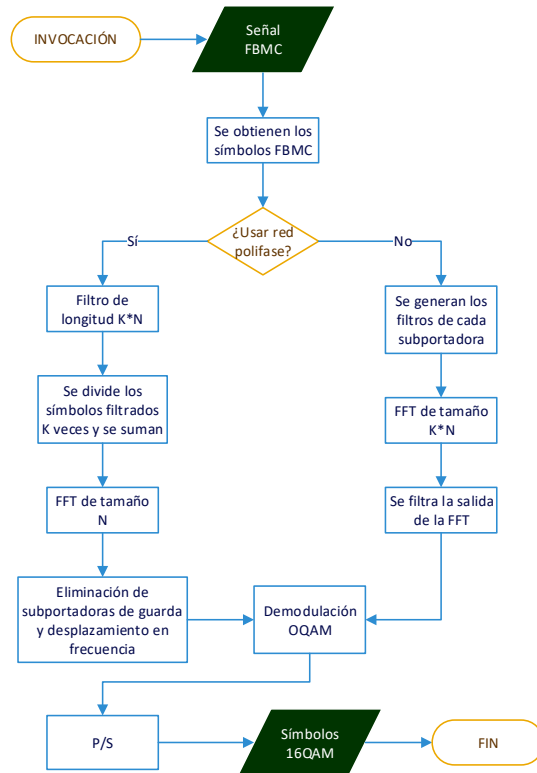 INVOCACIÓN
Señal
FBMC
Se obtienen los
símbolos FBMC
¿Usar red
polifase?
Sí
No
Filtro de
longitud K*N
Se divide los
símbolos filtrados
K veces y se suman
FFT de tamaño
N
Eliminación de
subportadoras de guarda
y desplazamiento en
frecuencia
Se generan los
filtros de cada
subportadora
FFT de tamaño
K*N
Se filtra la salida
de la FFT
Demodulación
OQAM
P/S
Símbolos
16QAM
FIN